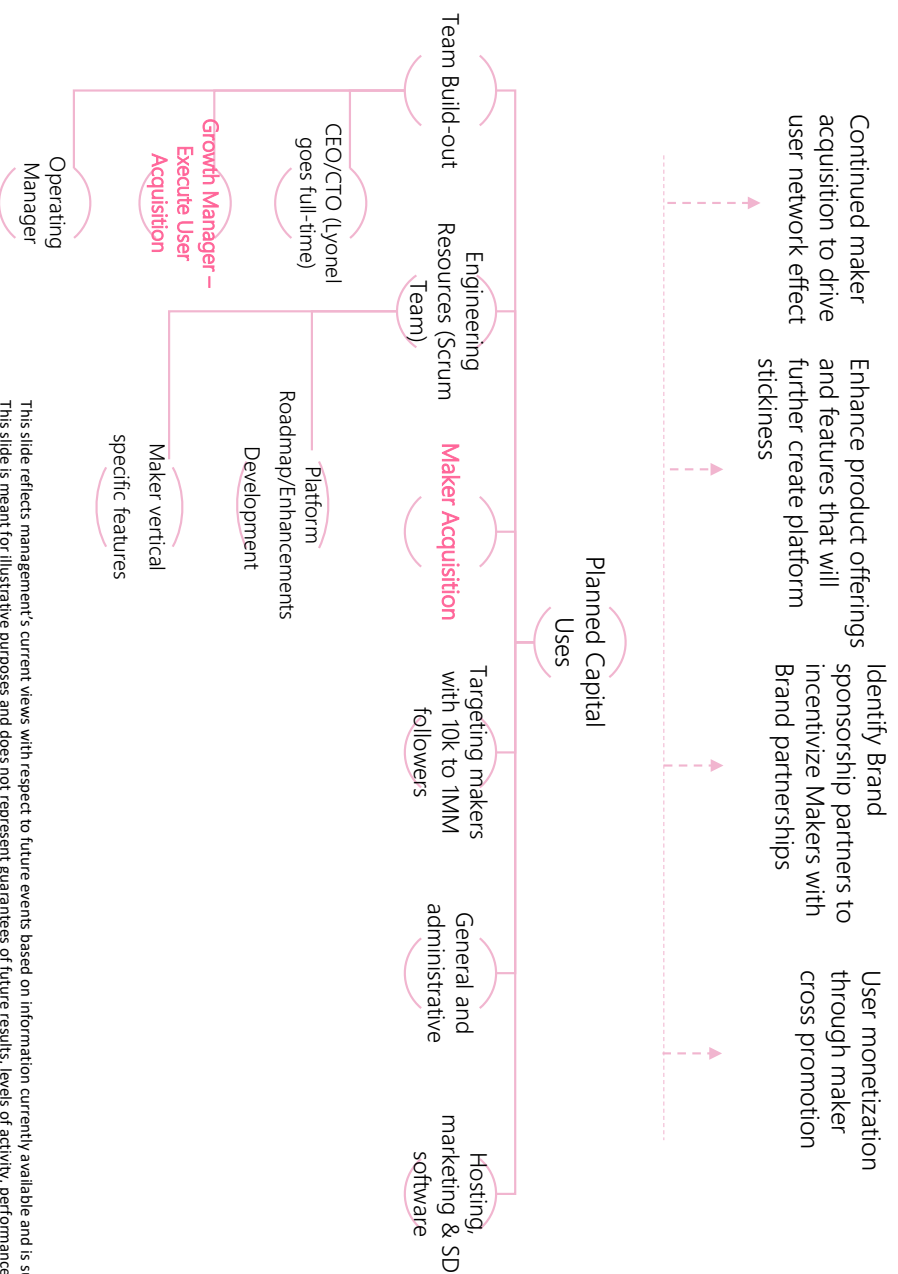 Continued maker
acquisition to drive
user network effect
Enhance product offerings
and features that will
further create platform
stickiness
Identify Brand
sponsorship partners to
incentivize Makers with
Brand partnerships
User monetization
through maker
cross promotion
Planned Capital
Uses
Team Build-out
CEO/CTO (Lyonel
goes full-time)
Growth Manager –
Execute User
Acquisition
Operating
Manager
Engineering
Resources (Scrum
Team)
Platform
Roadmap/Enhancements
Development
Maker vertical
specific features
Maker Acquisition
Targeting makers
with 10k to 1MM
followers
General and
administrative
Hosting,
marketing & SD
software
This slide reflects management's current views with respect to future events based on information currently available and is
This slide is meant for illustrative purposes and does not represent guarantees of future results, levels of activity, performance